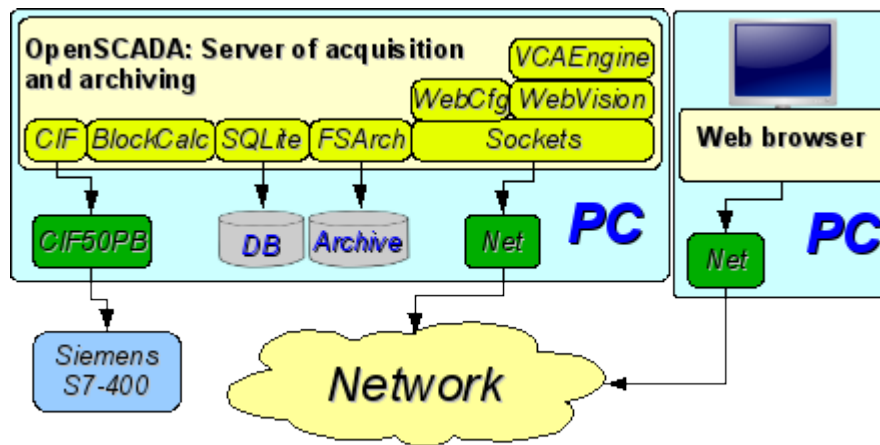 OpenSCADA: Server of acquisition
and archiving
VCAEngine
WebCfg WebVision
CIF BlockCalc SQLite FSArch Sockets
CIF50PB
DB
Archive
Net
PC
Web browser
Net
PC
Siemens
S7-400
Network